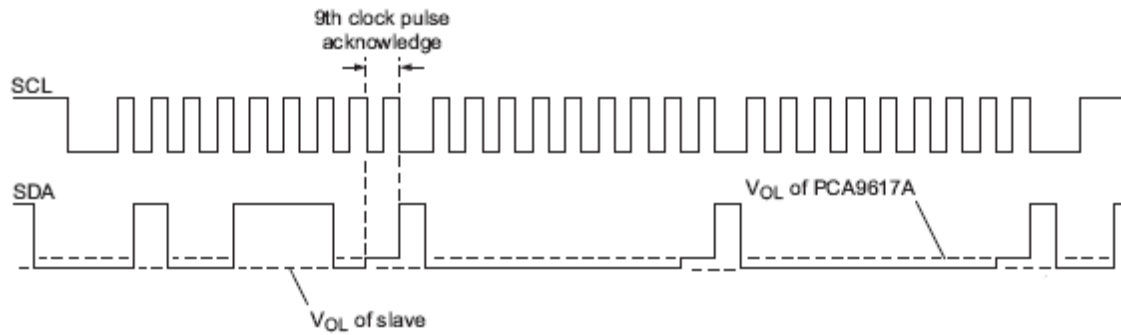 9th clock pulse
acknowledge
SCL
SDA
VOL of PCA9617A
VOL of slave